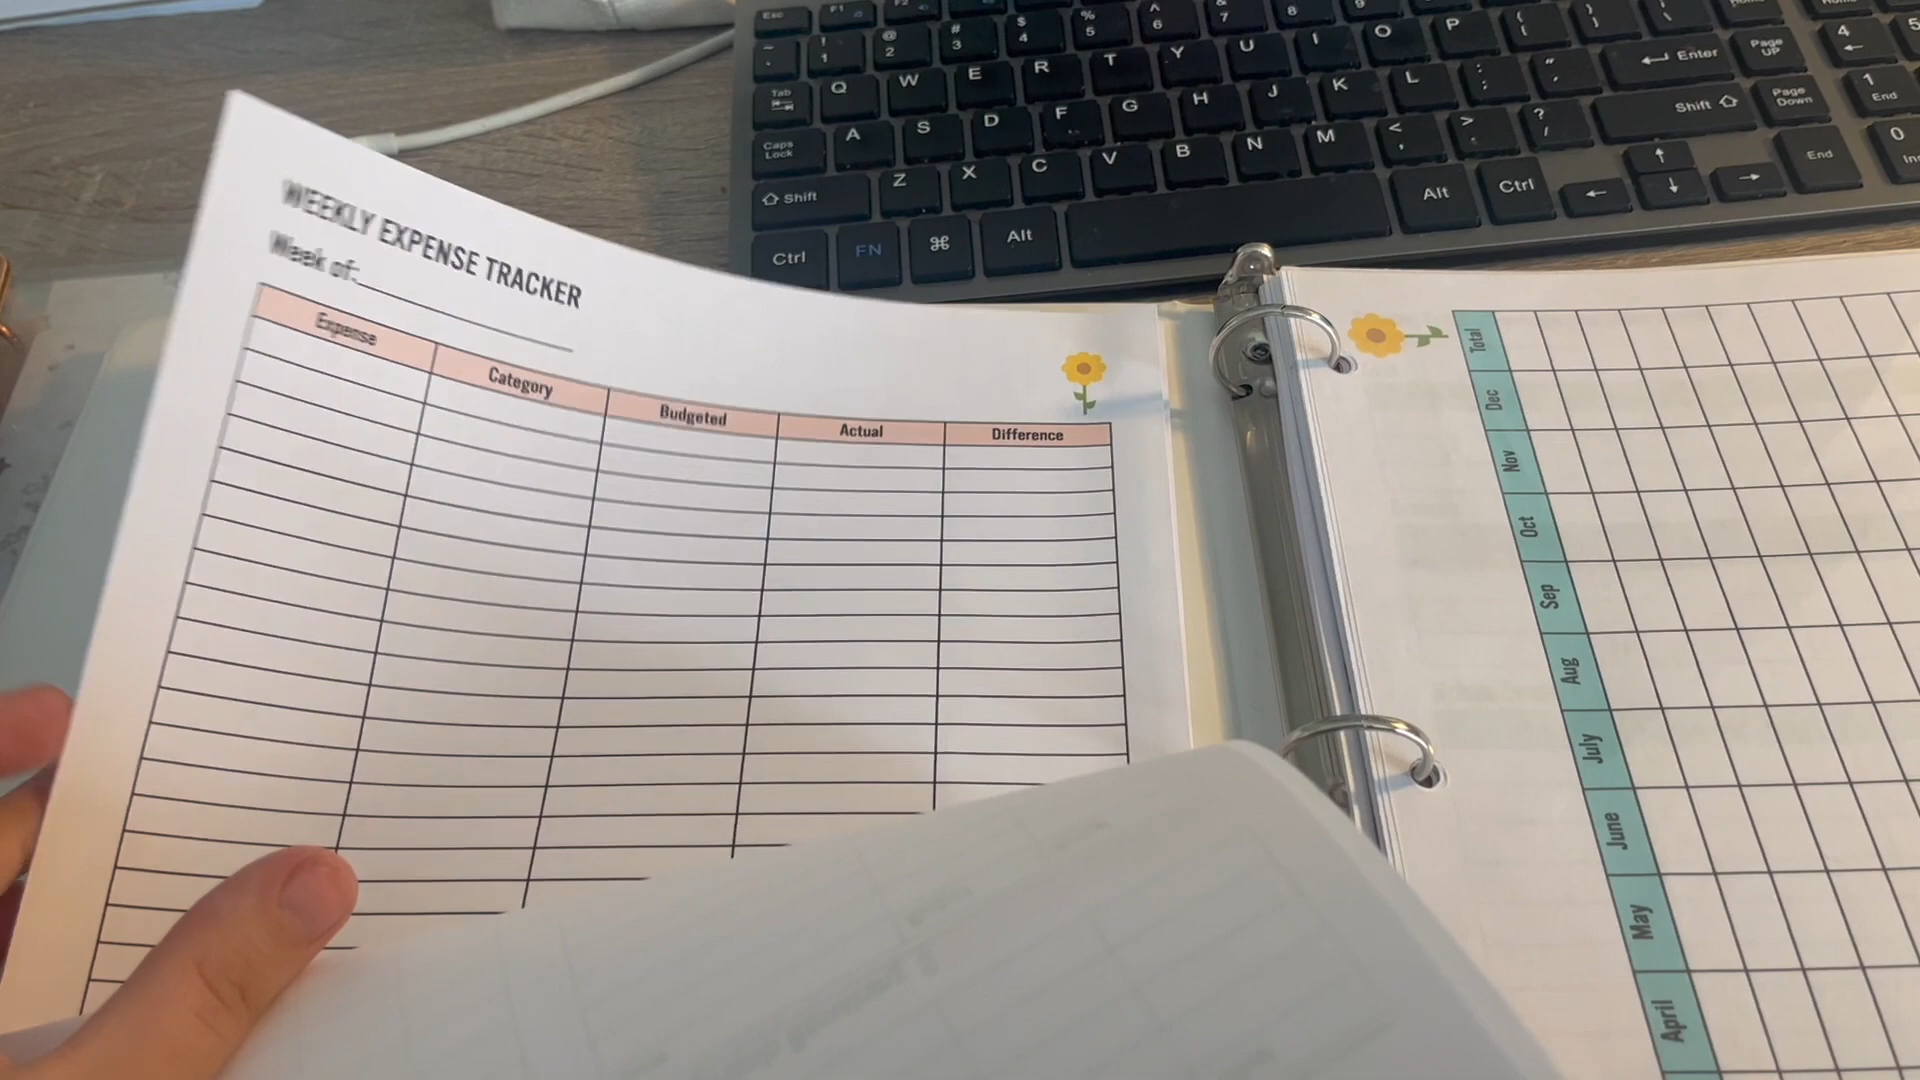 Esc F1 F2
~ ! 1 @ 2 # 3 $ 4 % 5 ^ 6 & 7 8 9
Tab Q W E R T Y U I O P { [ } ] | \
Caps Lock A S D F G H J K L : ; " ' Enter Page UP 4
Shift Z X C V B N M < , > . ? / Shift Page Down 1 End
Ctrl FN ⌘ Alt Alt Ctrl ← ↑ ↓ → End 0
WEEKLY EXPENSE TRACKER
Week of:
Expense Category Budgeted Actual Difference
Total
Dec
Nov
Oct
Sep
Aug
July
June
May
April